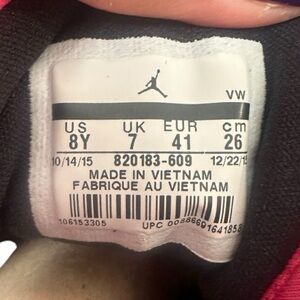 VW
US UK EUR cm
8Y 7 41 26
10/14/15 820183-609 12/22/15
MADE IN VIETNAM
FABRIQUE AU VIETNAM
UPC